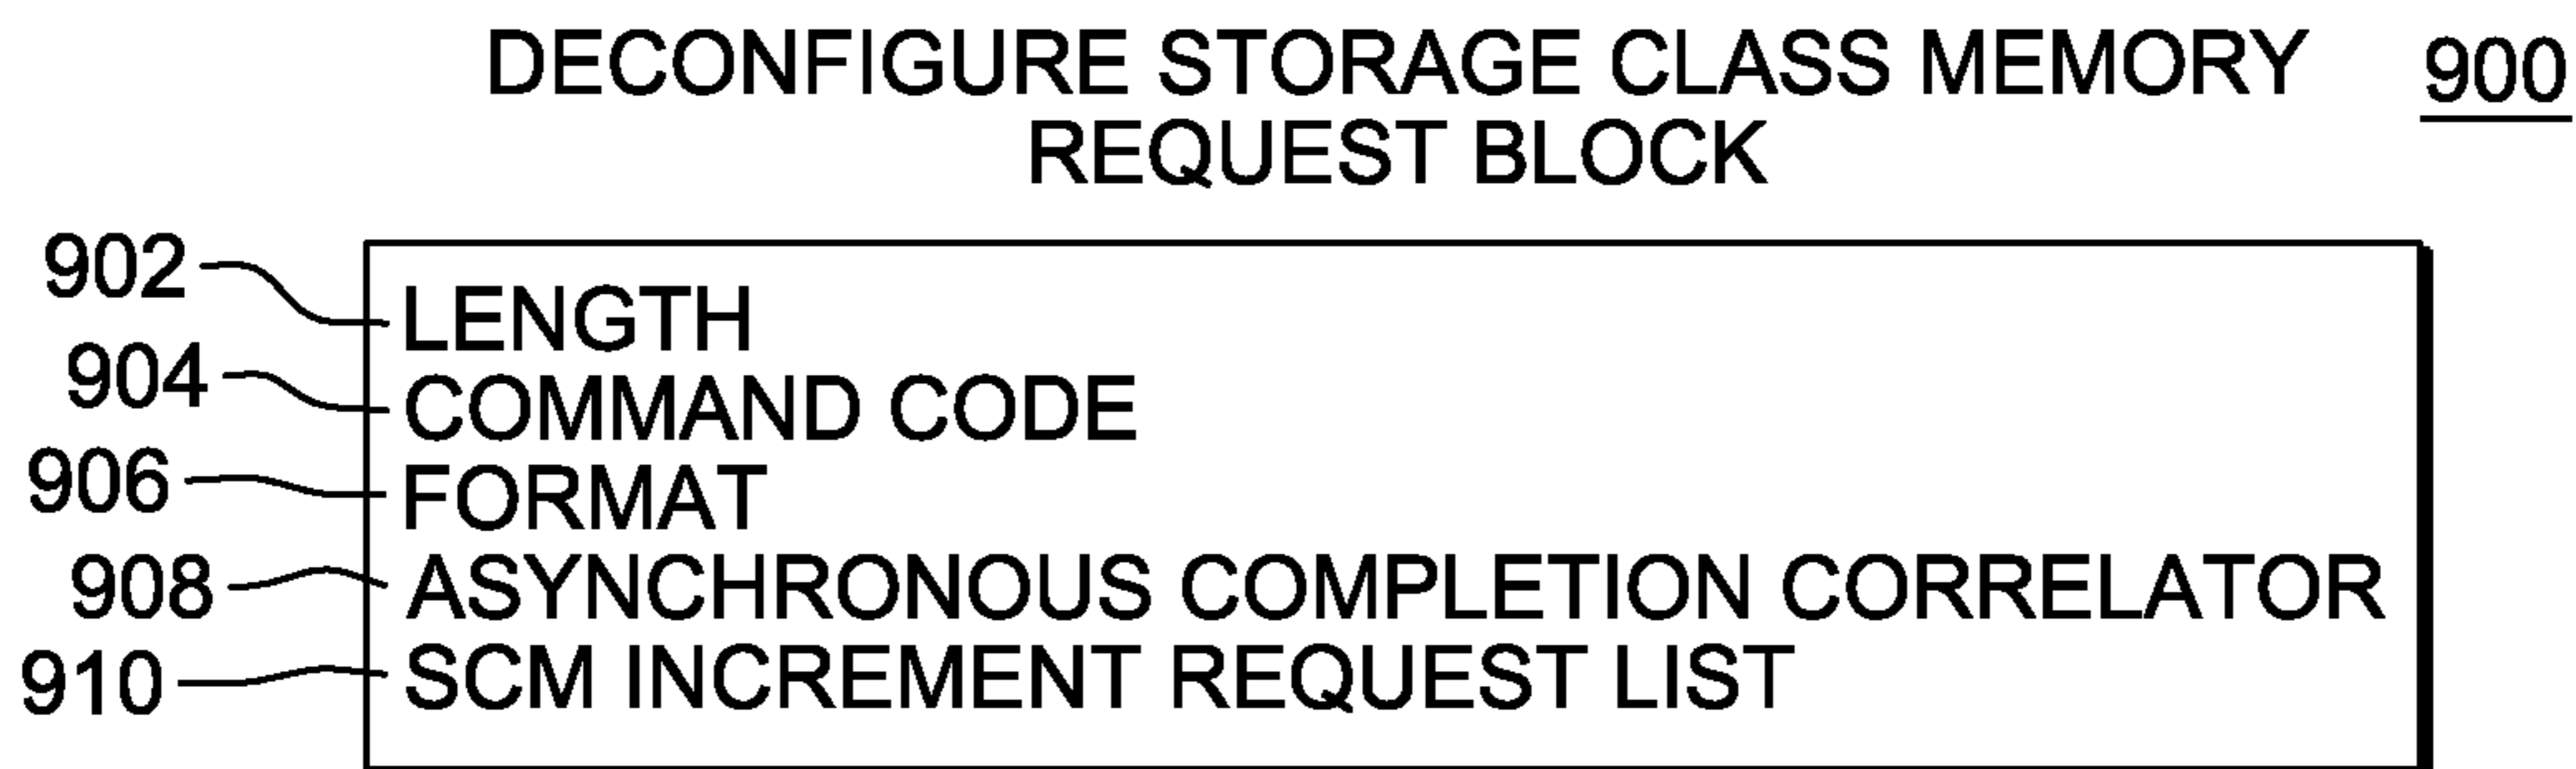 DECONFIGURE STORAGE CLASS MEMORY 900
REQUEST BLOCK
902 LENGTH
904 COMMAND CODE
906 FORMAT
908 ASYNCHRONOUS COMPLETION CORRELATOR
910 SCM INCREMENT REQUEST LIST